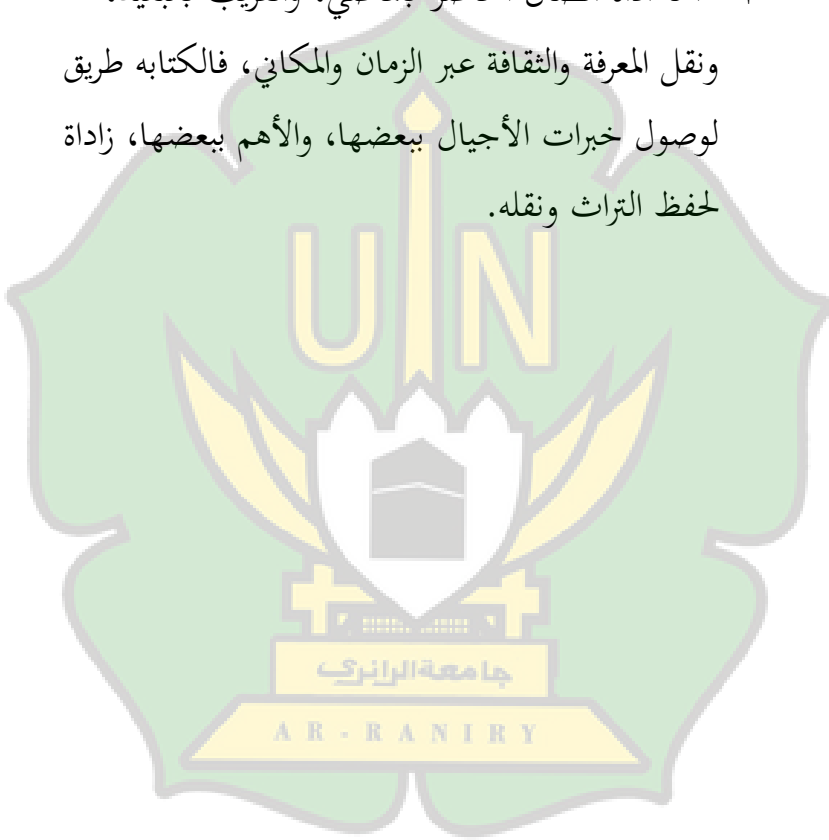 ونقل المعرفة والثقافة عبر الزمان والمكاني، فالكتابه طريق
لوصول خبرات الأجيال ببعضها، والأهم ببعضها، زاداة
لحفظ التراث ونقله.
UIN
جامعة الرانري
AR-RANIRY